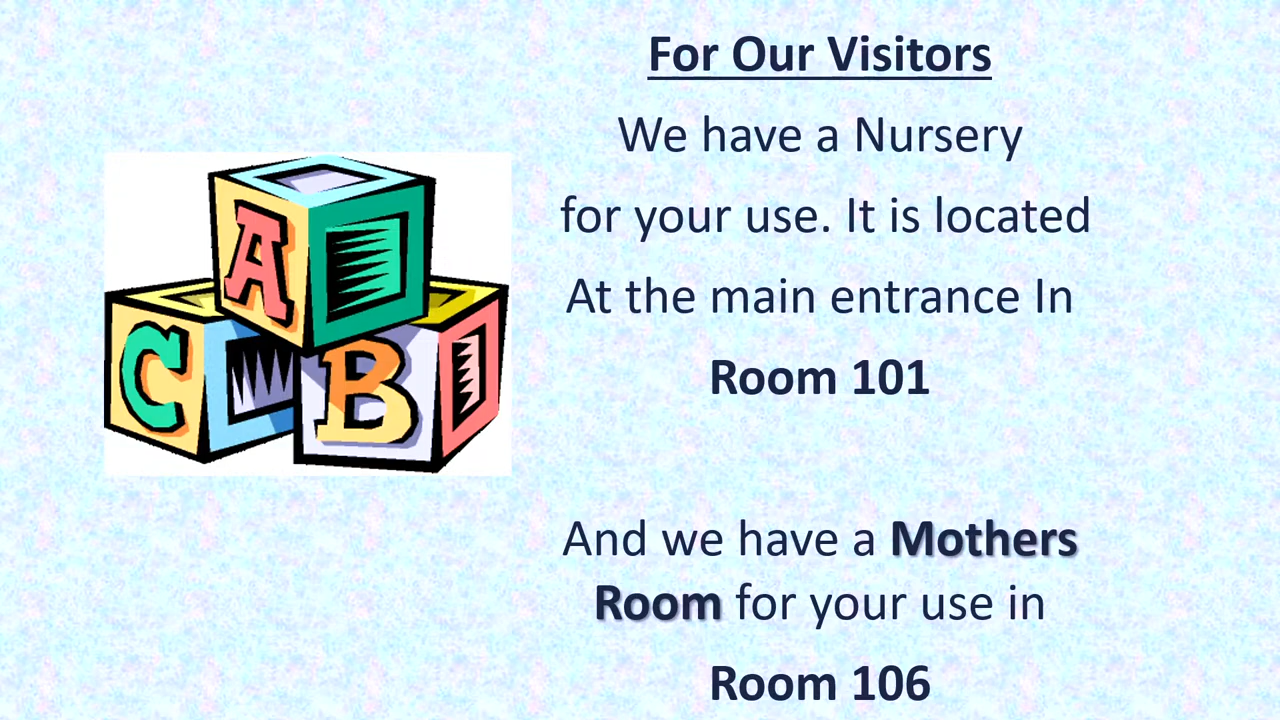 For Our Visitors
We have a Nursery
for your use. It is located
At the main entrance In
Room 101
And we have a Mothers
Room for your use in
Room 106
A
C
B